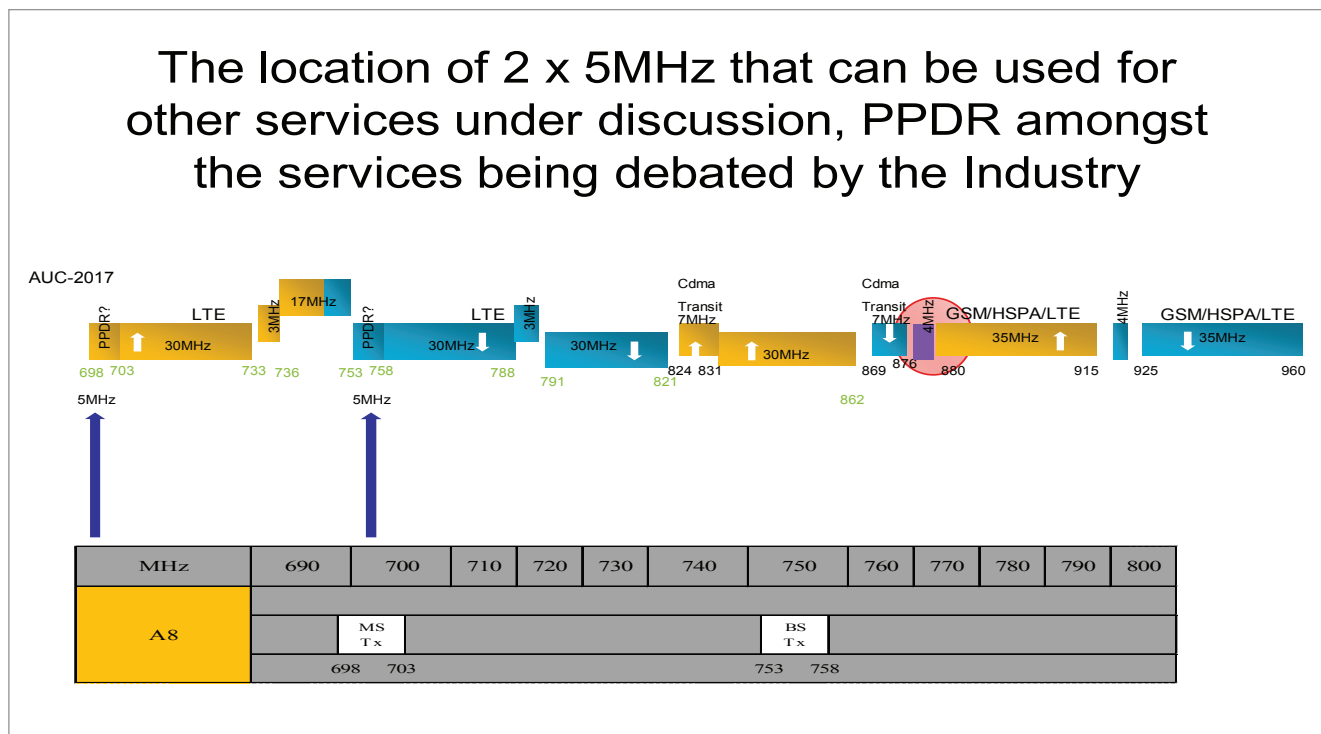 The location of 2 x 5MHz that can be used for
other services under discussion, PPDR amongst
the services being debated by the Industry
AUC-2017
Cdma
Transit
7MHz
Cdma
Transit
7MHz
PPDR?
LTE
30MHz
3MHz
17MHz
PPDR?
LTE
30MHz
3MHz
30MHz
30MHz
4MHz
GSM/HSPA/LTE
35MHz
4MHz
GSM/HSPA/LTE
35MHz
698 703 733 736 753 758 788 791 821 824 831 862 869 876 880 915 925 960
5MHz 5MHz
MHz 690 700 710 720 730 740 750 760 770 780 790 800
A8
MS
Tx
BS
Tx
698 703 753 758